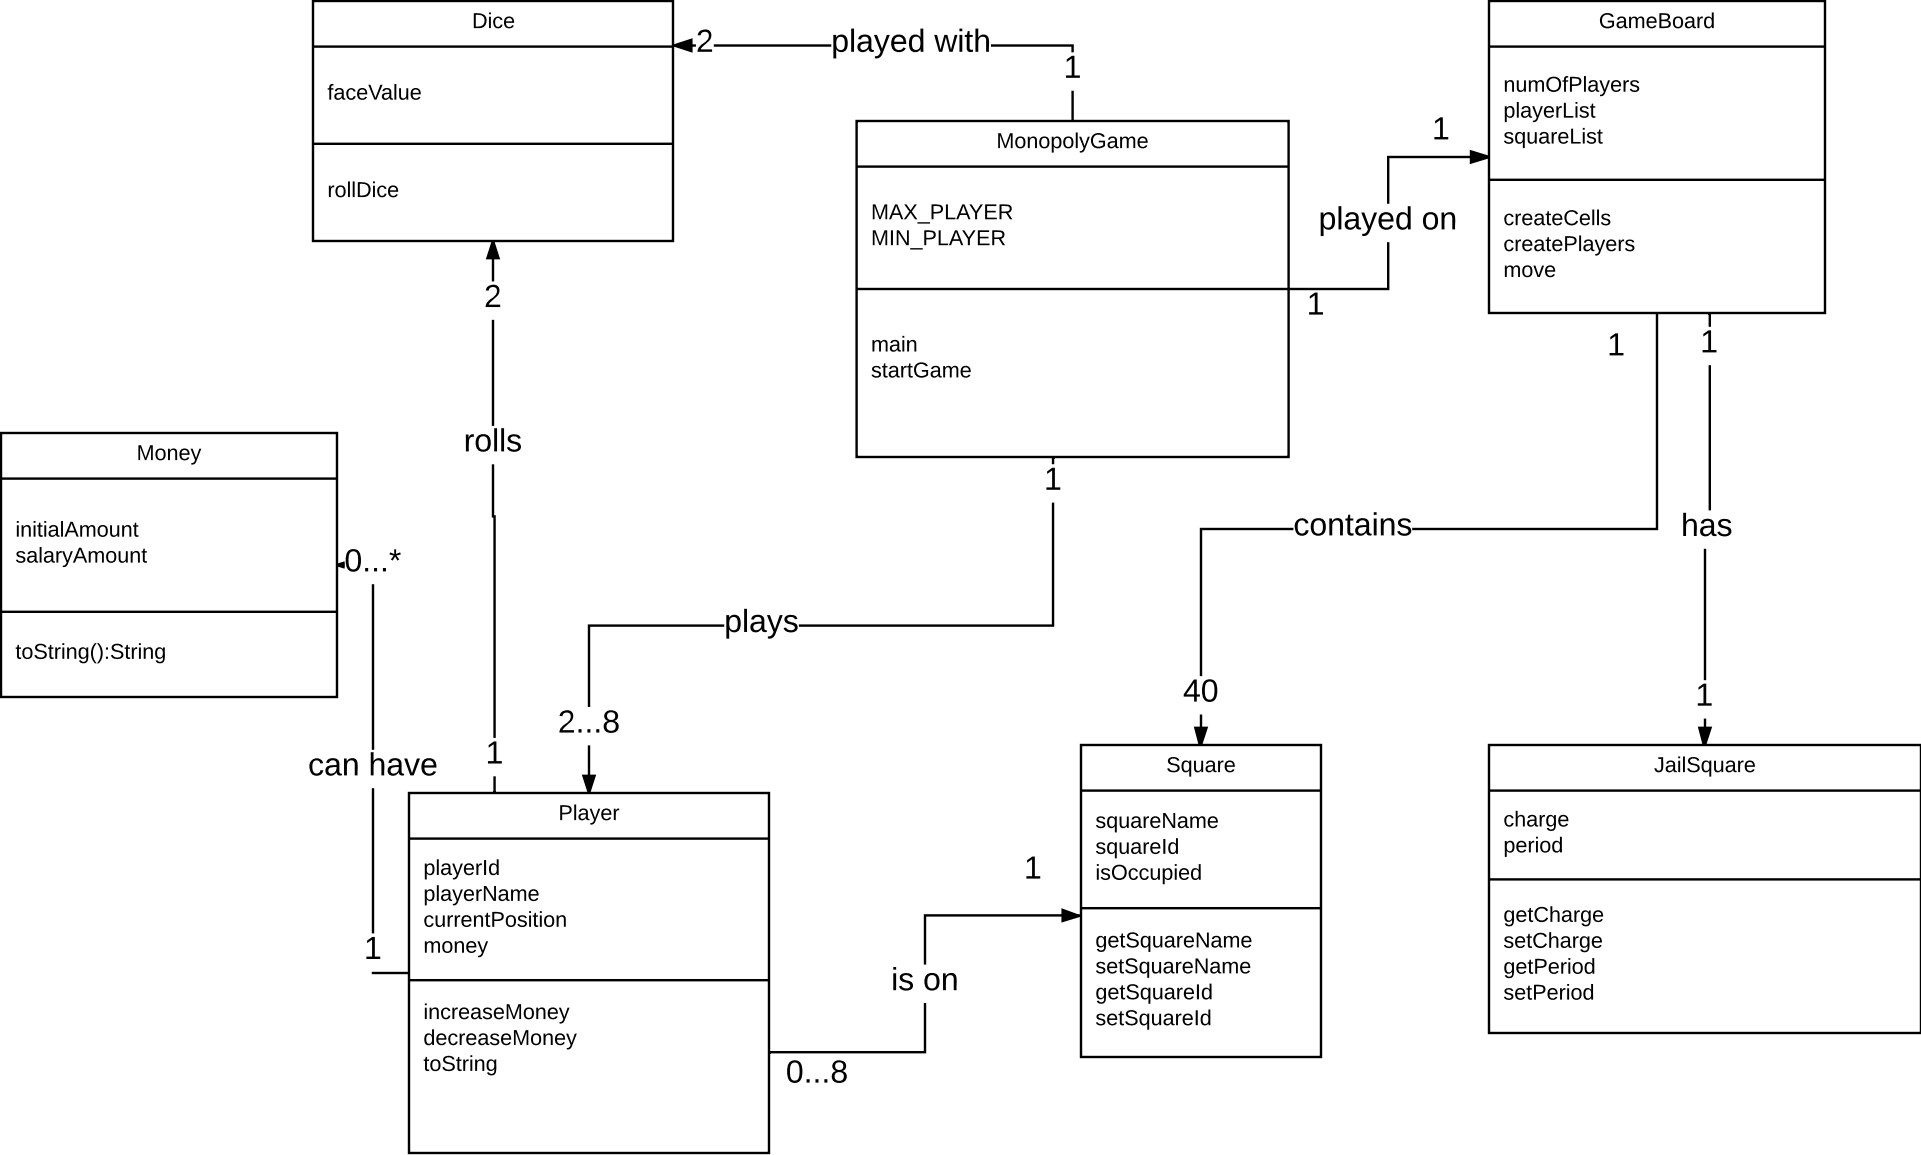 Dice
faceValue
rollDice
2
played with
1
MonopolyGame
MAX_PLAYER
MIN_PLAYER
main
startGame
1
played on
1
GameBoard
numOfPlayers
playerList
squareList
createCells
createPlayers
move
2
rolls
1
Money
initialAmount
salaryAmount
toString():String
0...*
can have
1
1
plays
2...8
1
contains
40
1
has
1
Player
playerId
playerName
currentPosition
money
increaseMoney
decreaseMoney
toString
0...8
is on
1
Square
squareName
squareId
isOccupied
getSquareName
setSquareName
getSquareId
setSquareId
JailSquare
charge
period
getCharge
setCharge
getPeriod
setPeriod